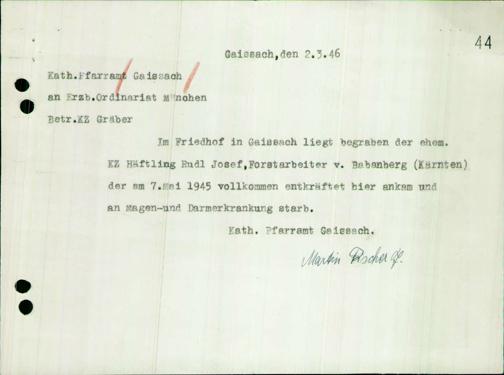 44
Gaissach,den 2.3.46
Kath.Pfarramt Gaissach
an Erzb.Ordinariat München
Betr.KZ Gräber
Im Friedhof in Gaissach liegt begraben der ehem.
KZ Häftling Rudl Josef,Forstarbeiter v. Babanberg (Kärnten)
der am 7.Mai 1945 vollkommen entkräftet hier ankam und
an Magen-und Darmerkrankung starb.
Kath. Pfarramt Gaissach.
Martin Fischer